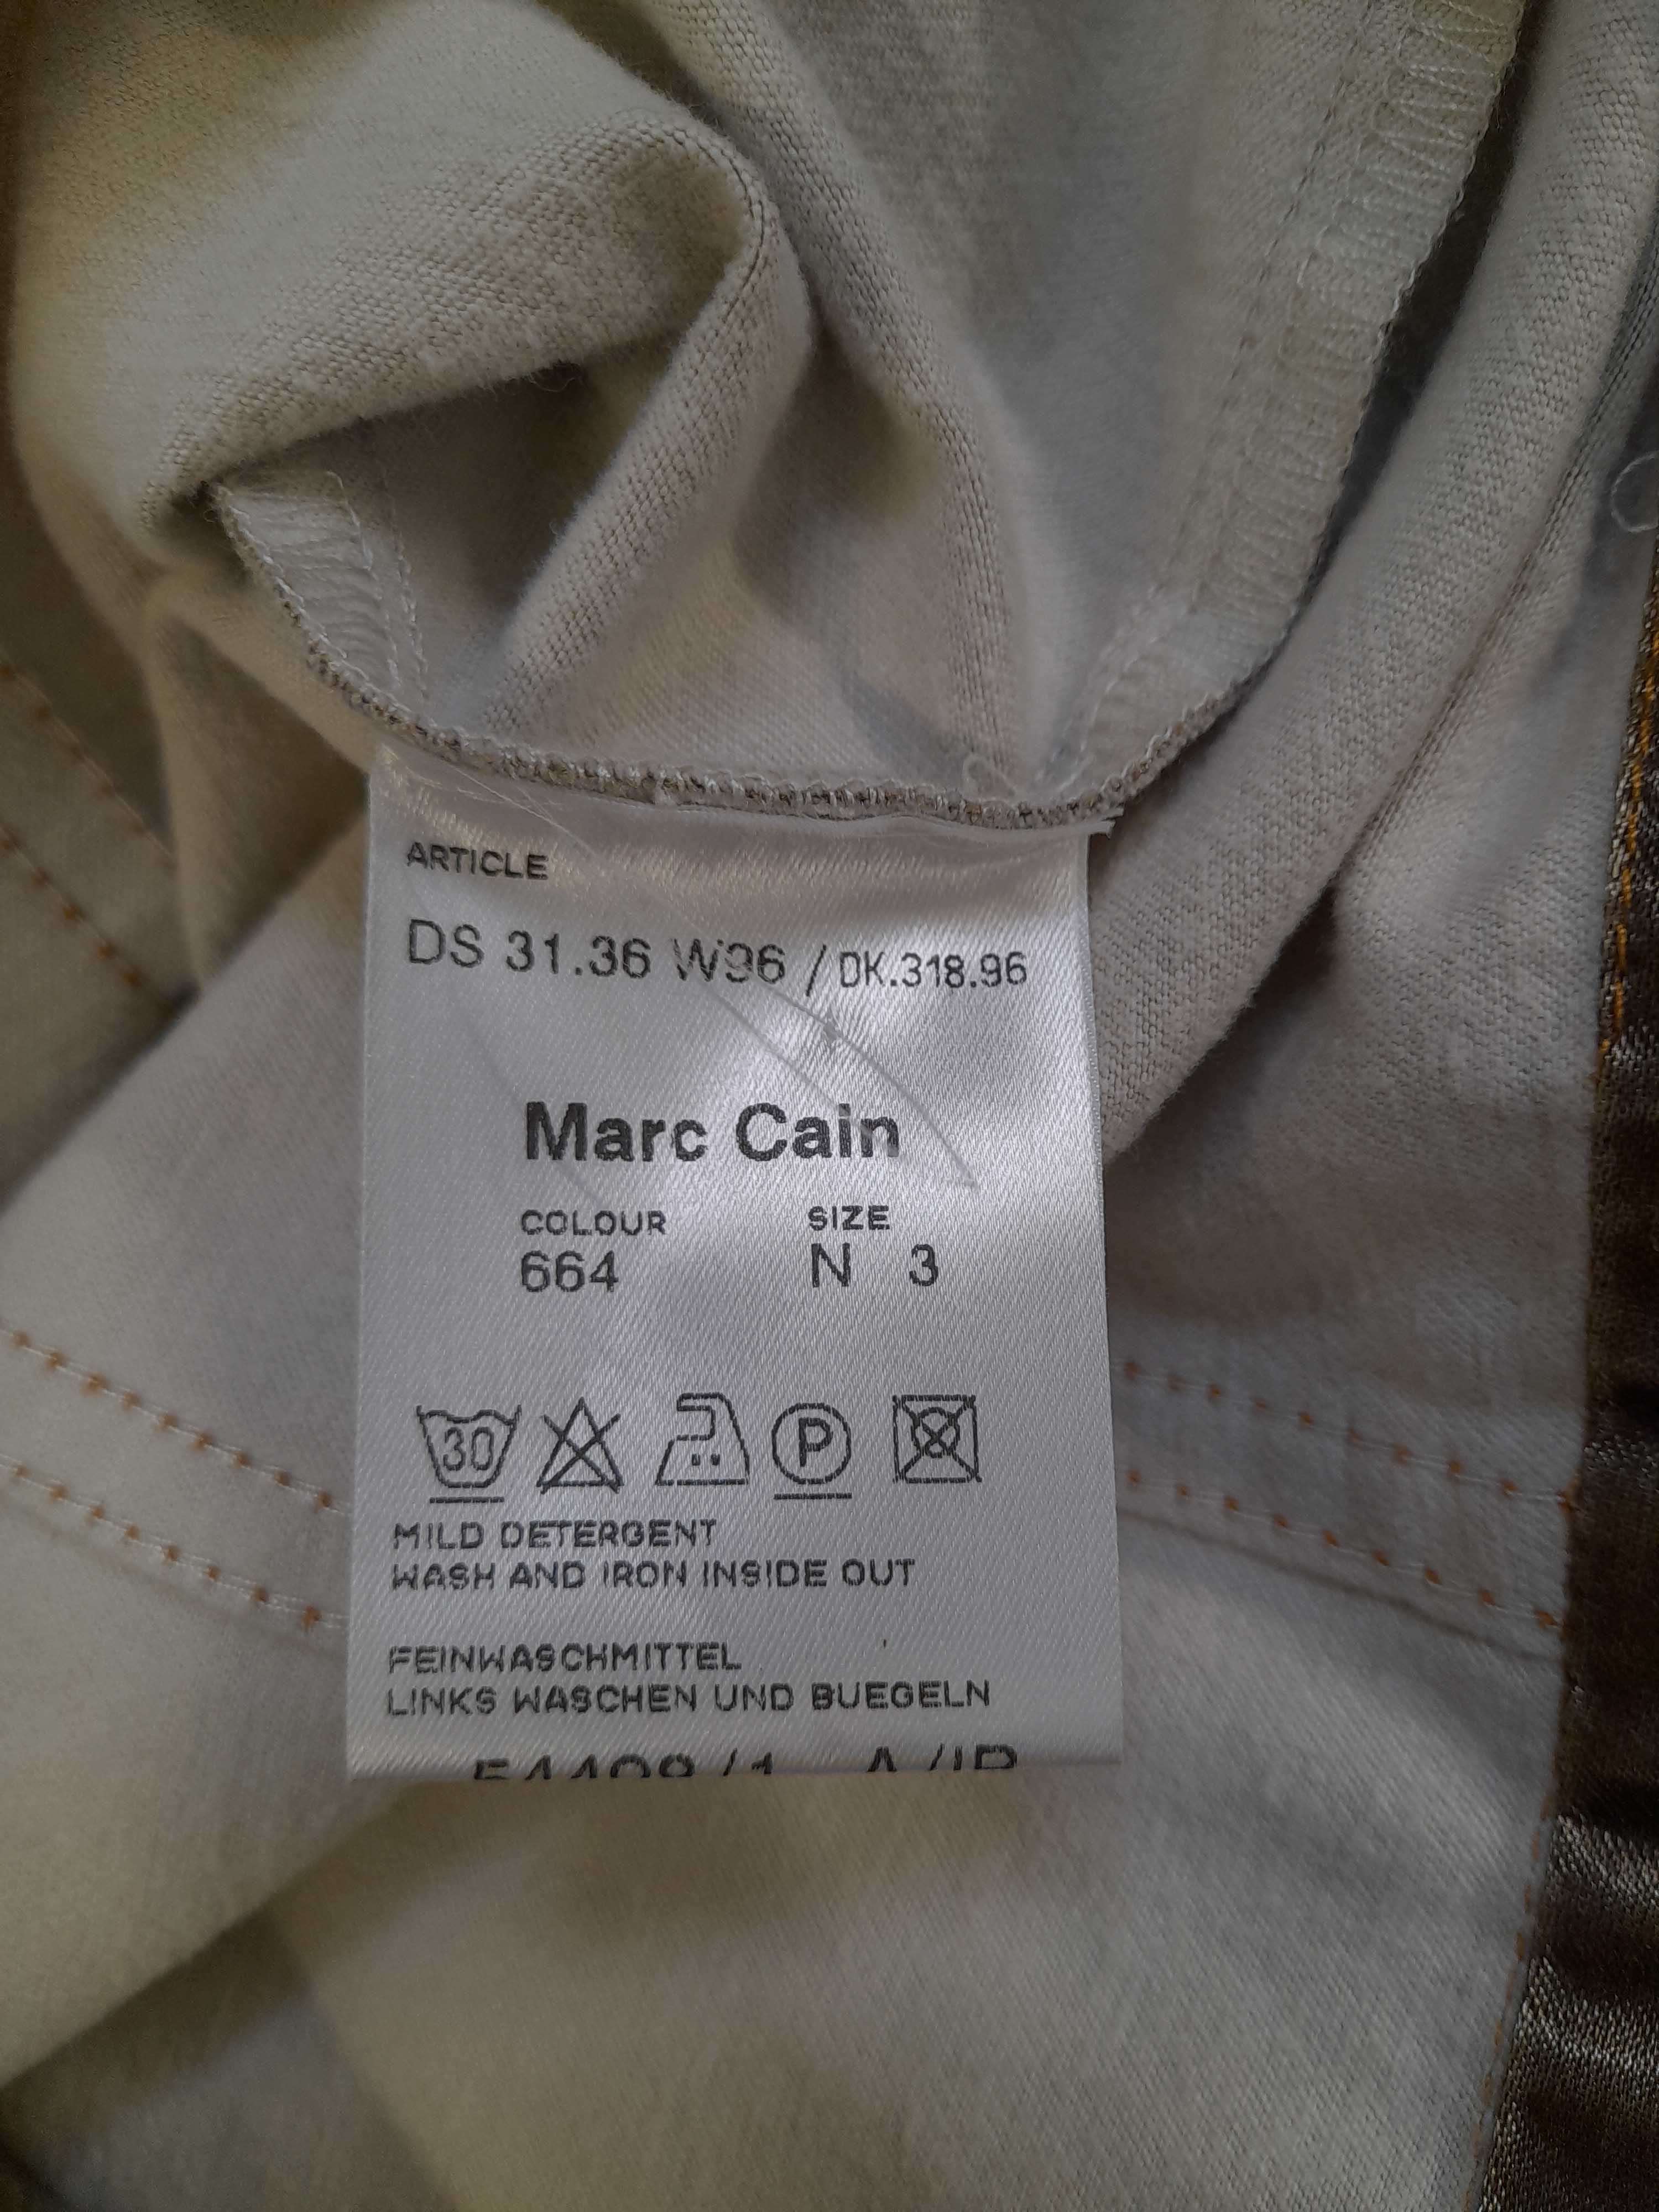 ARTICLE
DS 31.36 W96 / DK.318.96
Marc Cain
COLOUR SIZE
664 N 3
30 P
MILD DETERGENT
WASH AND IRON INSIDE OUT
FEINWASCHMITTEL
LINKS WASCHEN UND BUEGELN